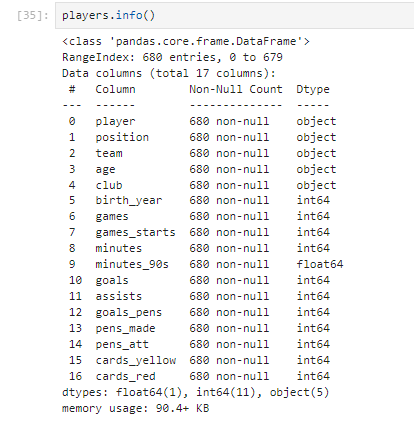 [35]: players.info()
<class 'pandas.core.frame.DataFrame'>
RangeIndex: 680 entries, 0 to 679
Data columns (total 17 columns):
 #   Column        Non-Null Count  Dtype
---  ------        --------------  -----
 0   player        680 non-null    object
 1   position      680 non-null    object
 2   team          680 non-null    object
 3   age           680 non-null    object
 4   club          680 non-null    object
 5   birth_year    680 non-null    int64
 6   games         680 non-null    int64
 7   games_starts  680 non-null    int64
 8   minutes       680 non-null    int64
 9   minutes_90s   680 non-null    float64
 10  goals         680 non-null    int64
 11  assists       680 non-null    int64
 12  goals_pens    680 non-null    int64
 13  pens_made     680 non-null    int64
 14  pens_att      680 non-null    int64
 15  cards_yellow  680 non-null    int64
 16  cards_red     680 non-null    int64
dtypes: float64(1), int64(11), object(5)
memory usage: 90.4+ KB